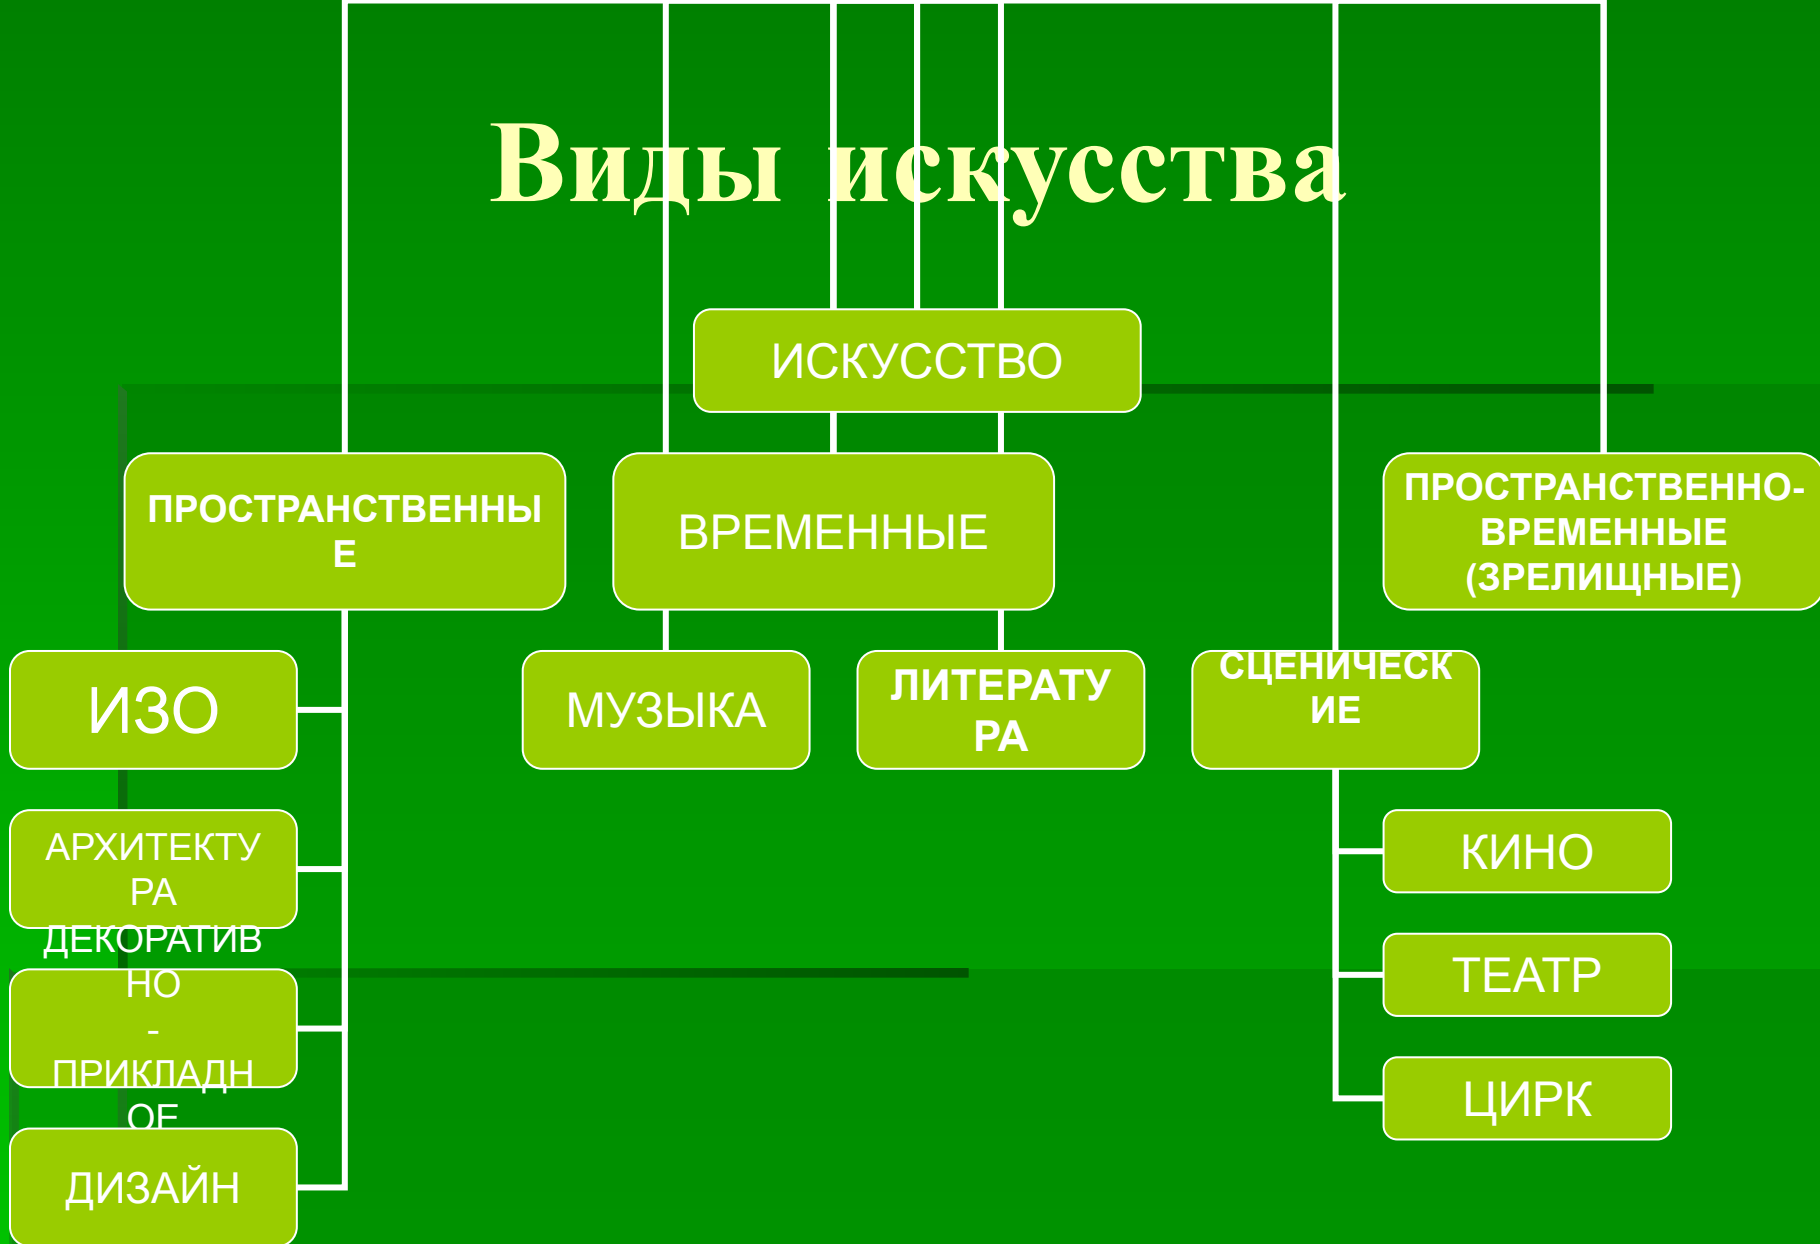 Виды искусства
ИСКУССТВО
ПРОСТРАНСТВЕННЫ
Е
ВРЕМЕННЫЕ
ПРОСТРАНСТВЕННО-
ВРЕМЕННЫЕ
(ЗРЕЛИЩНЫЕ)
ИЗО
МУЗЫКА
ЛИТЕРАТУ
РА
СЦЕНИЧЕСК
ИЕ
АРХИТЕКТУ
РА
ДЕКОРАТИВ
НО
-
ПРИКЛАДН
ОЕ
ДИЗАЙН
КИНО
ТЕАТР
ЦИРК